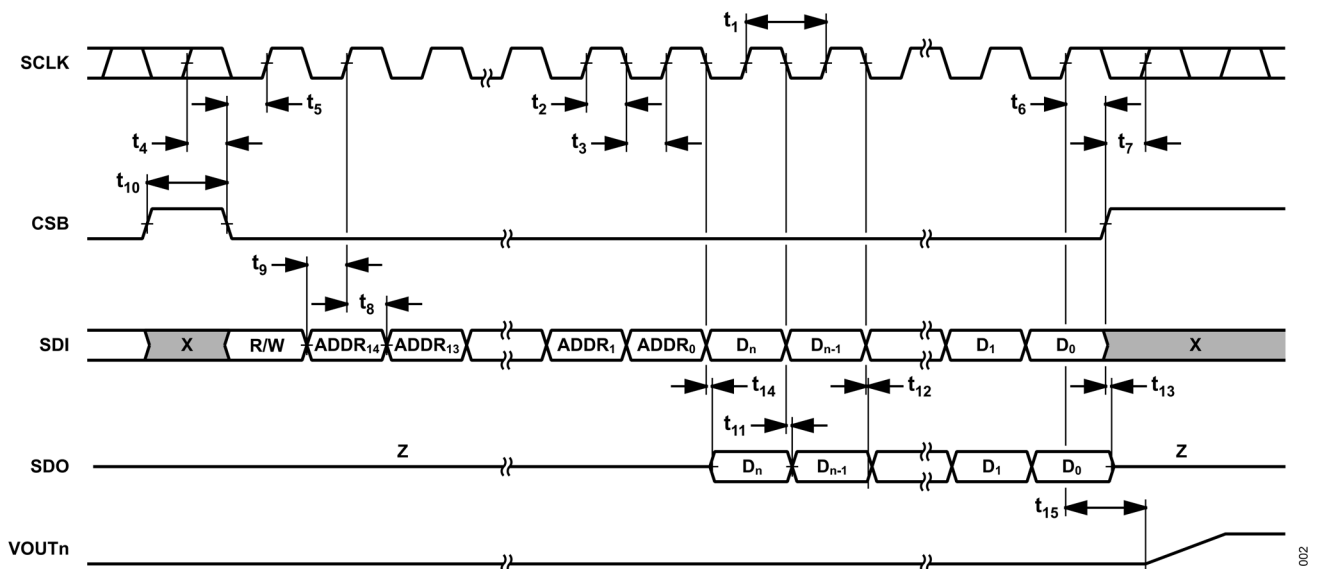 t1
SCLK
t5
t2
t6
t4
t3
t7
t10
CSB
t9
t8
SDI X R/W ADDR14 ADDR13 ADDR1 ADDR0 Dn Dn-1 D1 D0 X
t14 t12 t13
t11
Z Z
SDO Dn Dn-1 D1 D0
t15
VOUTn
002